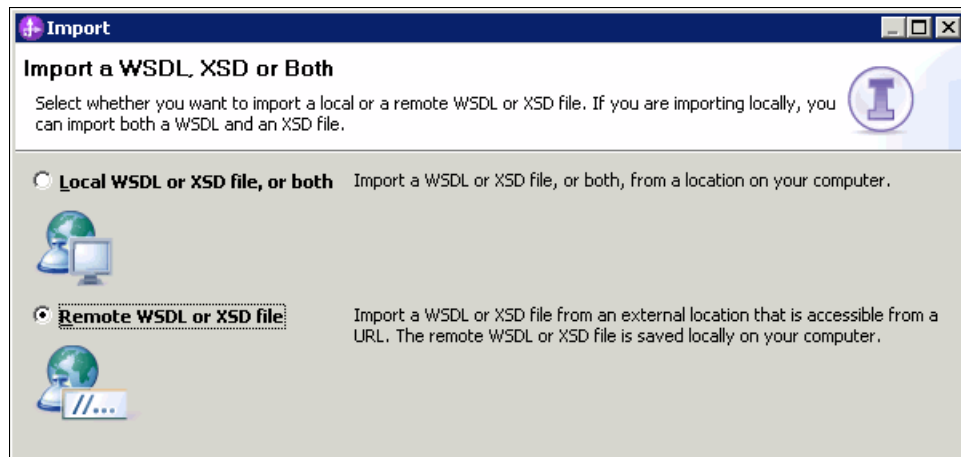 Import
Import a WSDL, XSD or Both
Select whether you want to import a local or a remote WSDL or XSD file. If you are importing locally, you
can import both a WSDL and an XSD file.
Local WSDL or XSD file, or both
Import a WSDL or XSD file, or both, from a location on your computer.
Remote WSDL or XSD file
Import a WSDL or XSD file from an external location that is accessible from a
URL. The remote WSDL or XSD file is saved locally on your computer.
//...